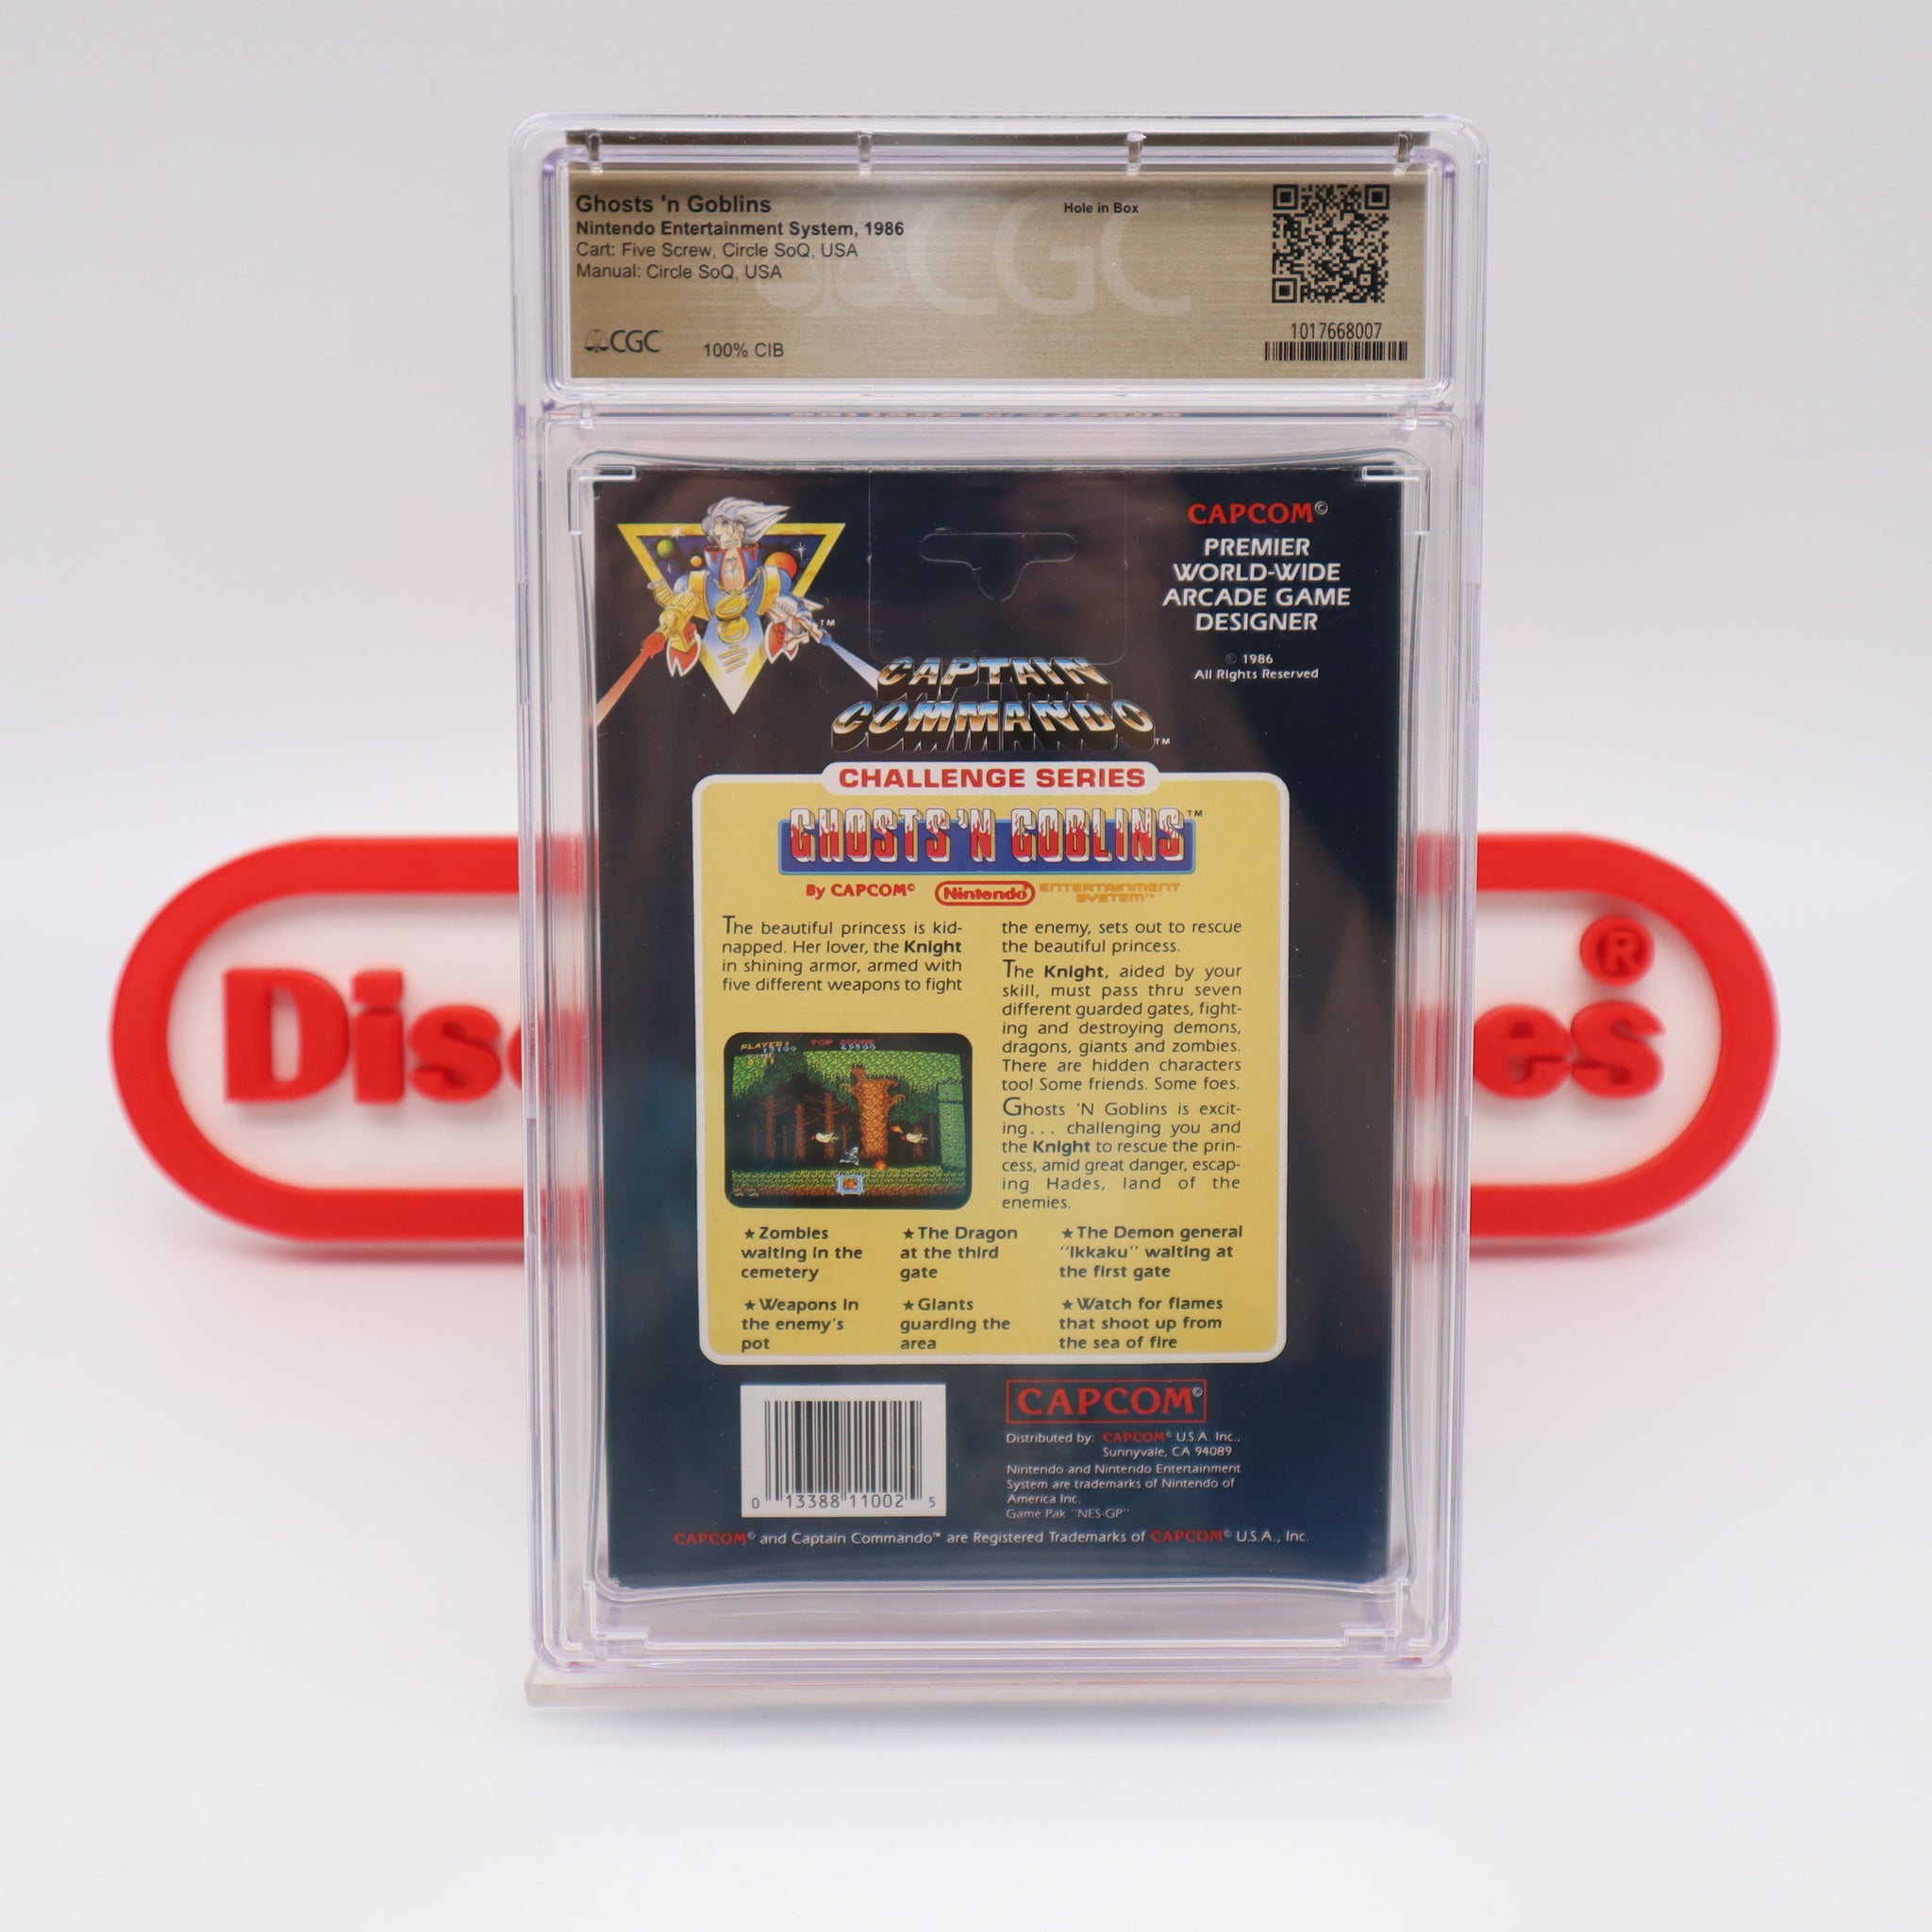 Ghosts 'n Goblins
Nintendo Entertainment System, 1986
Cart: Five Screw, Circle SoQ, USA
Manual: Circle SoQ, USA
Hole in Box
CGC
CGC
100% CIB
1017668007
CAPCOM©
PREMIER
WORLD-WIDE
ARCADE GAME
DESIGNER
© 1986
All Rights Reserved
TM
CAPTAIN
COMMANDO™
CHALLENGE SERIES
GHOSTS 'N GOBLINS™
By CAPCOM© Nintendo® ENTERTAINMENT
SYSTEM™
The beautiful princess is kid-
napped. Her lover, the Knight
in shining armor, armed with
five different weapons to fight
the enemy, sets out to rescue
the beautiful princess.
The Knight, aided by your
skill, must pass thru seven
different guarded gates, fight-
ing and destroying demons,
dragons, giants and zombies.
There are hidden characters
too! Some friends. Some foes.
Ghosts 'N Goblins is excit-
ing... challenging you and
the Knight to rescue the prin-
cess, amid great danger, escap-
ing Hades, land of the
enemies.
PLAYER1 TOP SCORE
★Zombies
waiting in the
cemetery
★The Dragon
at the third
gate
★The Demon general
"Ikkaku" waiting at
the first gate
★Weapons in
the enemy's
pot
★Giants
guarding the
area
★Watch for flames
that shoot up from
the sea of fire
0 13388 11002 5
CAPCOM©
Distributed by: CAPCOM© U.S.A. Inc.,
Sunnyvale, CA 94089
Nintendo and Nintendo Entertainment
System are trademarks of Nintendo of
America Inc.
Game Pak "NES-GP"
CAPCOM© and Captain Commando™ are Registered Trademarks of CAPCOM© U.S.A., Inc.
Dis
es®